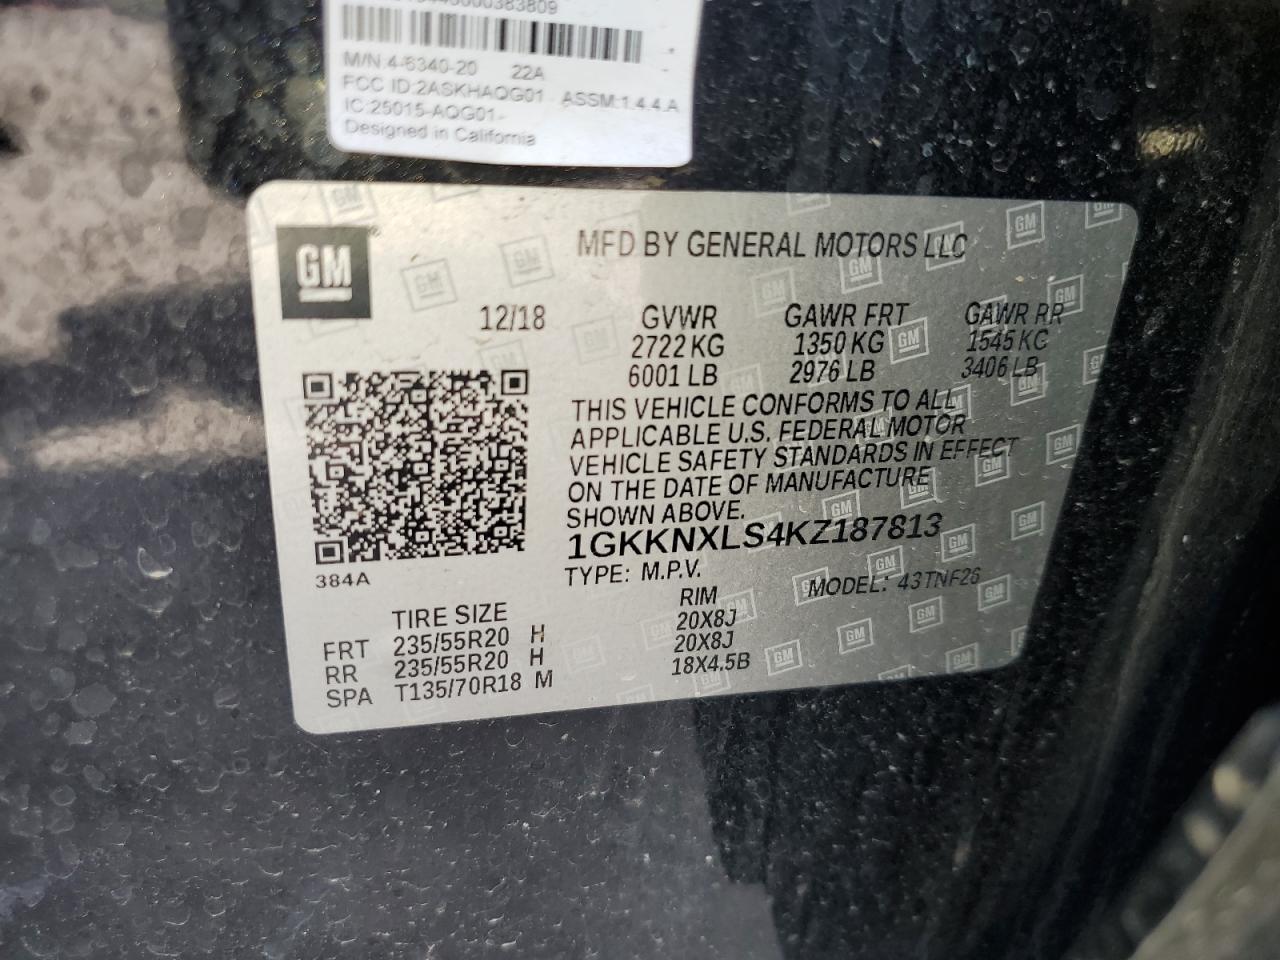 M/N:4-6340-20 22A
FCC ID:2ASKHAQG01 ASSM:1.4.4.A
IC:25015-AQG01-
Designed in California
GM
MFD BY GENERAL MOTORS LLC
12/18 GVWR GAWR FRT GAWR RR
2722 KG 1350 KG 1545 KG
6001 LB 2976 LB 3406 LB
THIS VEHICLE CONFORMS TO ALL
APPLICABLE U.S. FEDERAL MOTOR
VEHICLE SAFETY STANDARDS IN EFFECT
ON THE DATE OF MANUFACTURE
SHOWN ABOVE.
1GKKNXLS4KZ187813
TYPE: M.P.V. MODEL: 43TNF26
384A
TIRE SIZE RIM
FRT 235/55R20 H 20X8J
RR 235/55R20 H 20X8J
SPA T135/70R18 M 18X4.5B